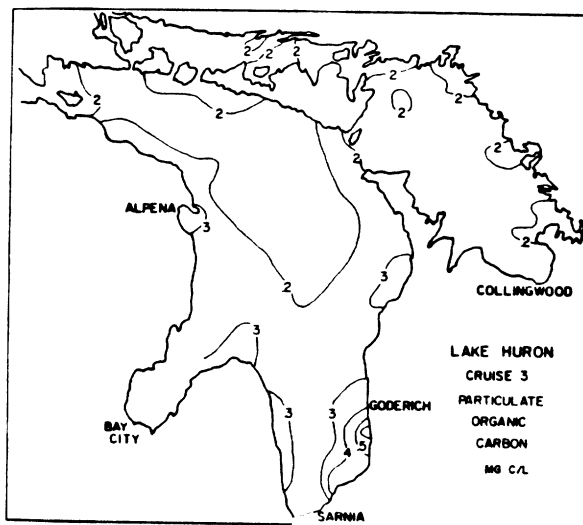 2
2
2
2
2
2
2
2
2
2
2
ALPENA
3
2
2
3
COLLINGWOOD
3
LAKE HURON
CRUISE 3
PARTICULATE
ORGANIC
CARBON
MG C/L
3
3
GODERICH
BAY
CITY
4
5
SARNIA